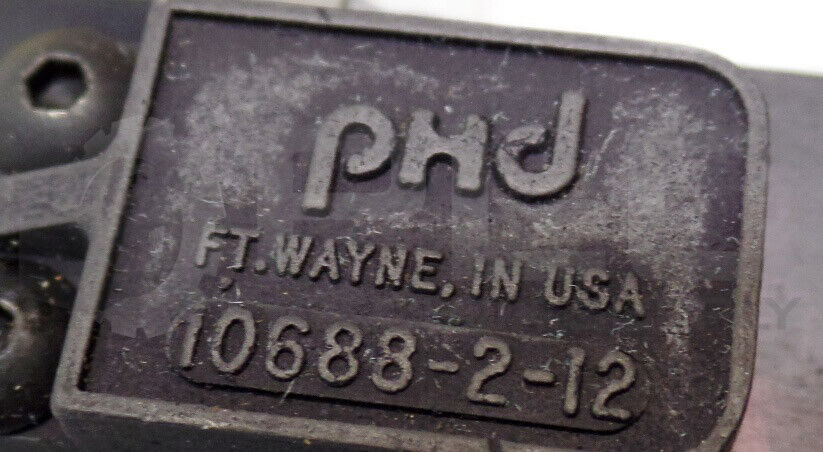 PHd
FT. WAYNE, IN USA
10688-2-12